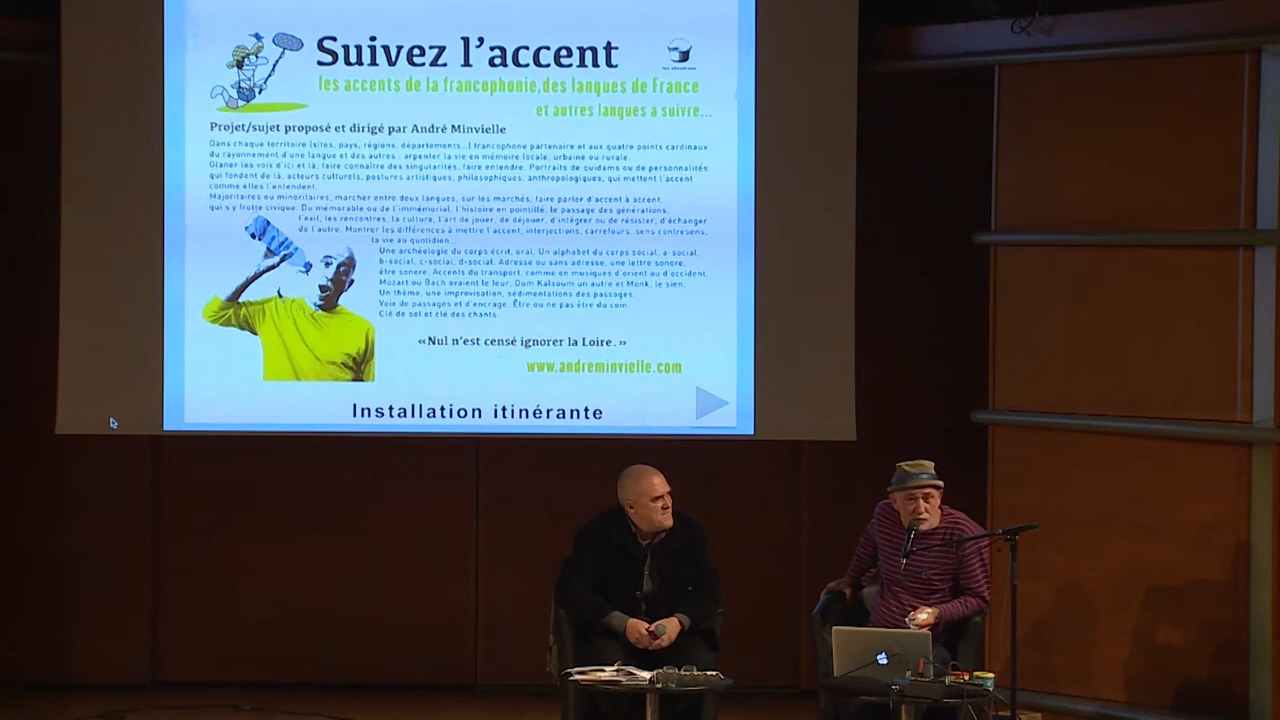 Suivez l'accent
les accents de la francophonie, des langues de France
et autres langues à suivre...
Projet/sujet proposé et dirigé par André Minvielle
Dans chaque territoire (sites, pays, régions, départements...) francophone partenaire et aux quatre points cardinaux
du rayonnement d'une langue et des autres : arpenter la vie en mémoire locale, urbaine ou rurale.
Glaner les voix d'ici et là, faire connaître des singularités, faire entendre. Portraits de quidams ou de personnalités
qui fondent de là, acteurs culturels, postures artistiques, philosophiques, anthropologiques, qui mettent l'accent
comme elles l'entendent.
Majoritaires ou minoritaires, marcher entre deux langues, sur les marchés, faire parler d'accent à accent,
qui s'y frotte civique. Du mémorable ou de l'immémorial, l'histoire en pointillé, le passage des générations,
l'exil, les rencontres, la culture, l'art de jouer, de déjouer, d'intégrer ou de résister, d'échanger
de l'autre. Montrer les différences à mettre l'accent, interjections, carrefours, sens contresens,
la vie au quotidien...
Une archéologie du corps écrit, oral. Un alphabet du corps social, a-social,
b-social, c-social, d-social. Adresse ou sans adresse, une lettre sonore,
être sonore. Accents du transport, comme en musiques d'orient ou d'occident,
Mozart ou Bach avaient le leur, Oum Kalsoum un autre et Monk, le sien.
Un thème, une improvisation, sédimentations des passages.
Voix de passages et d'encrage. Être ou ne pas être du coin.
Clé de sol et clé des chants.
«Nul n'est censé ignorer la Loire.»
www.andreminvielle.com
Installation itinérante